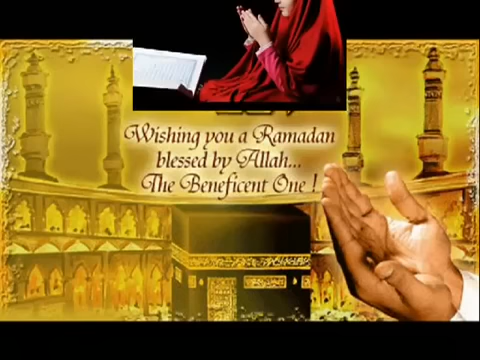 Wishing you a Ramadan
blessed by Allah...
The Beneficent One !